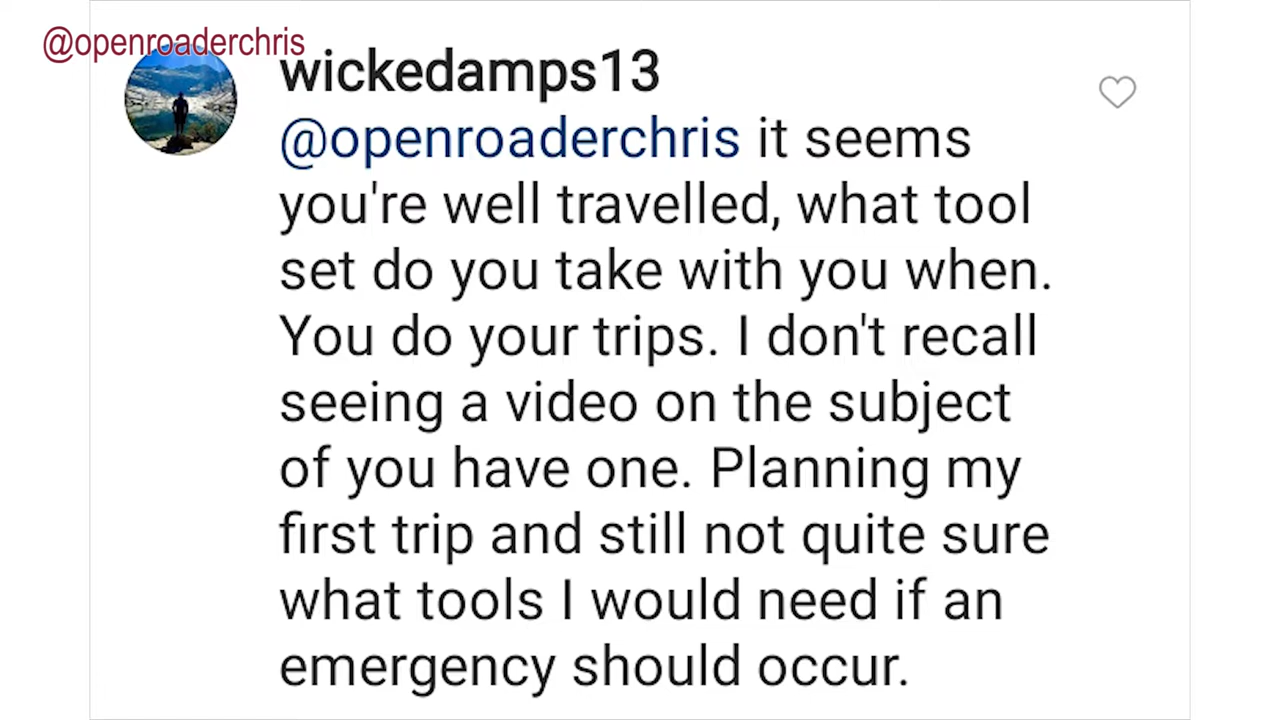 @openroaderchris
wickedamps13
@openroaderchris it seems
you're well travelled, what tool
set do you take with you when.
You do your trips. I don't recall
seeing a video on the subject
of you have one. Planning my
first trip and still not quite sure
what tools I would need if an
emergency should occur.